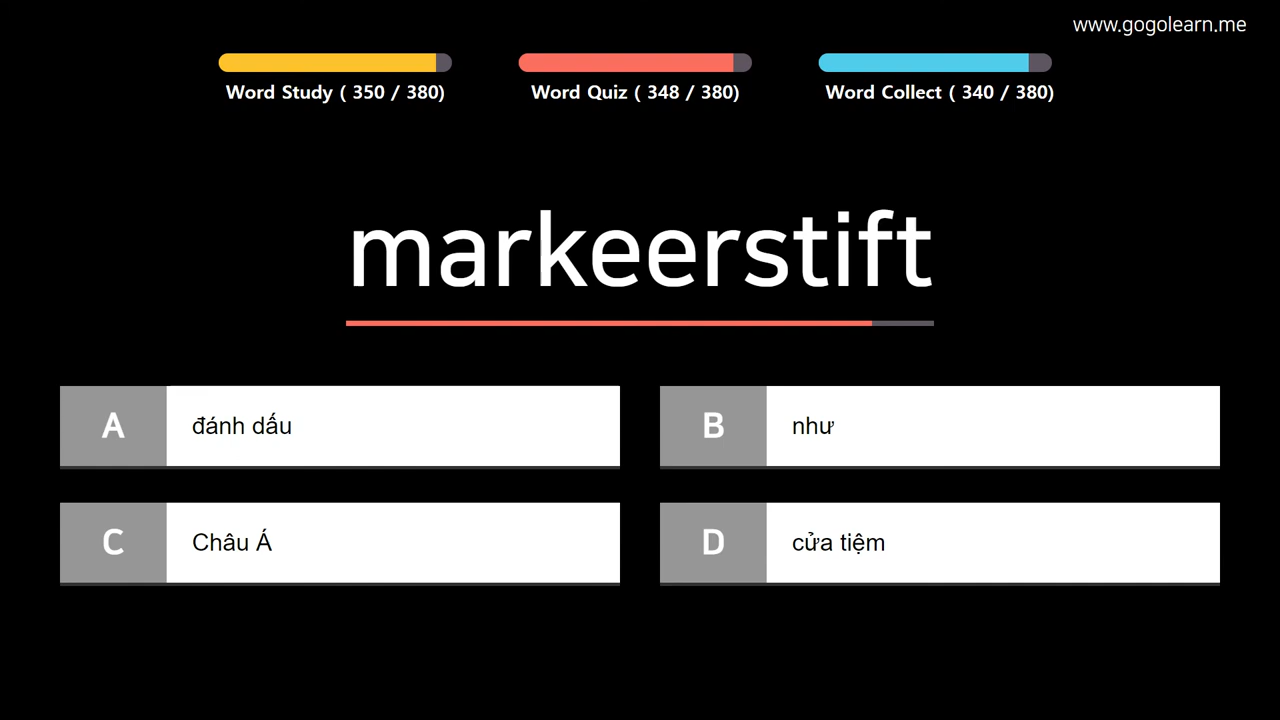 www.gogolearn.me
Word Study ( 350 / 380)
Word Quiz ( 348 / 380)
Word Collect ( 340 / 380)
markeerstift
A
đánh dấu
B
như
C
Châu Á
D
cửa tiệm